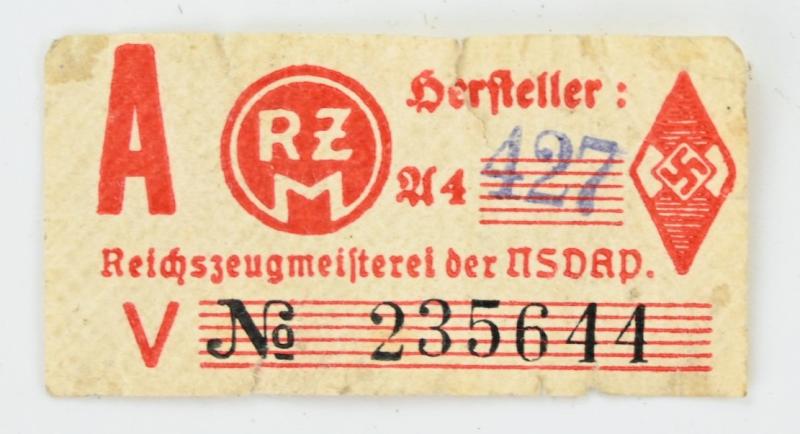 A
RZM
Hersteller:
A4 427
Reichszeugmeisterei der NSDAP.
V № 235644